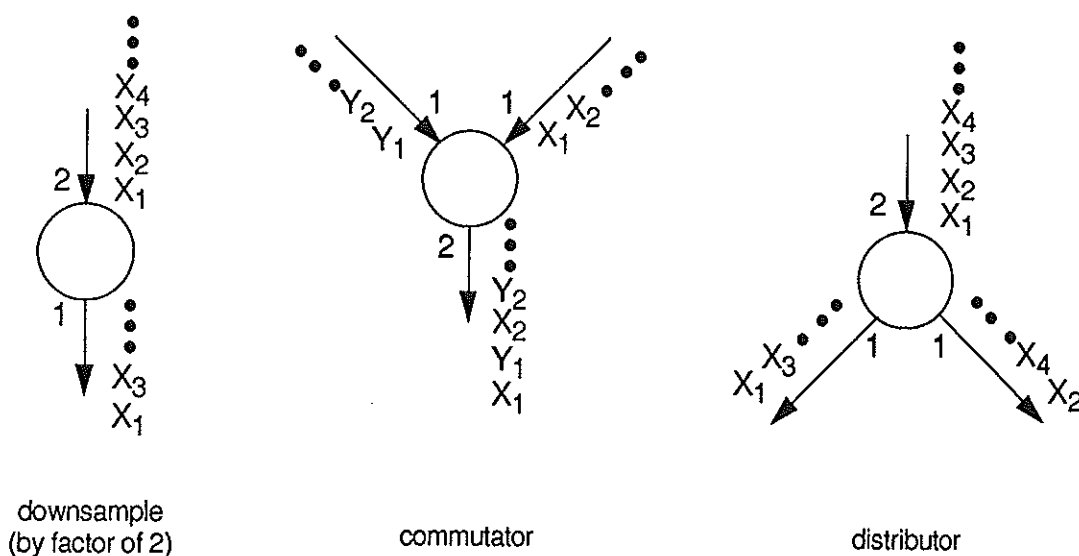 X4
X3
X2
X1
2
1
X3
X1
downsample
(by factor of 2)
Y2
Y1
1
1
X2
X1
2
Y2
X2
Y1
X1
commutator
X4
X3
X2
X1
2
1
1
X3
X1
X4
X2
distributor